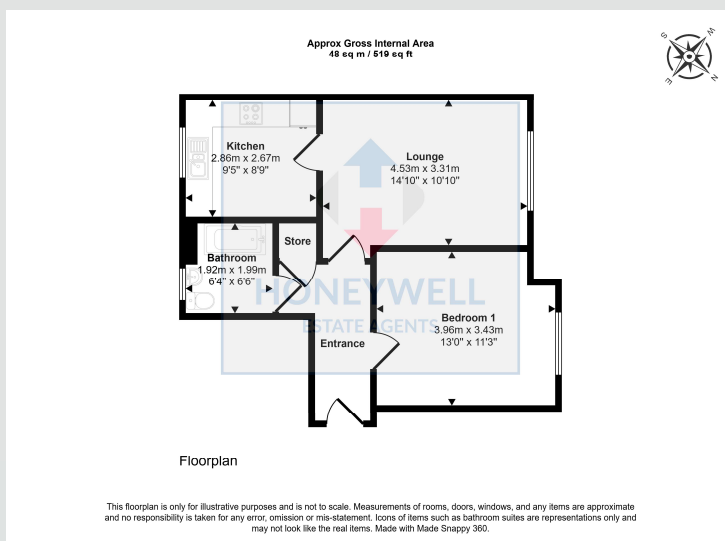 Approx Gross Internal Area
48 sq m / 519 sq ft
S
W
E
N
Kitchen
2.86m x 2.67m
9'5" x 8'9"
Lounge
4.53m x 3.31m
14'10" x 10'10"
Store
Bathroom
1.92m x 1.99m
6'4" x 6'6"
HONEYWELL
ESTATE AGENTS
Bedroom 1
3.96m x 3.43m
13'0" x 11'3"
Entrance
Floorplan
This floorplan is only for illustrative purposes and is not to scale. Measurements of rooms, doors, windows, and any items are approximate
and no responsibility is taken for any error, omission or mis-statement. Icons of items such as bathroom suites are representations only and
may not look like the real items. Made with Made Snappy 360.